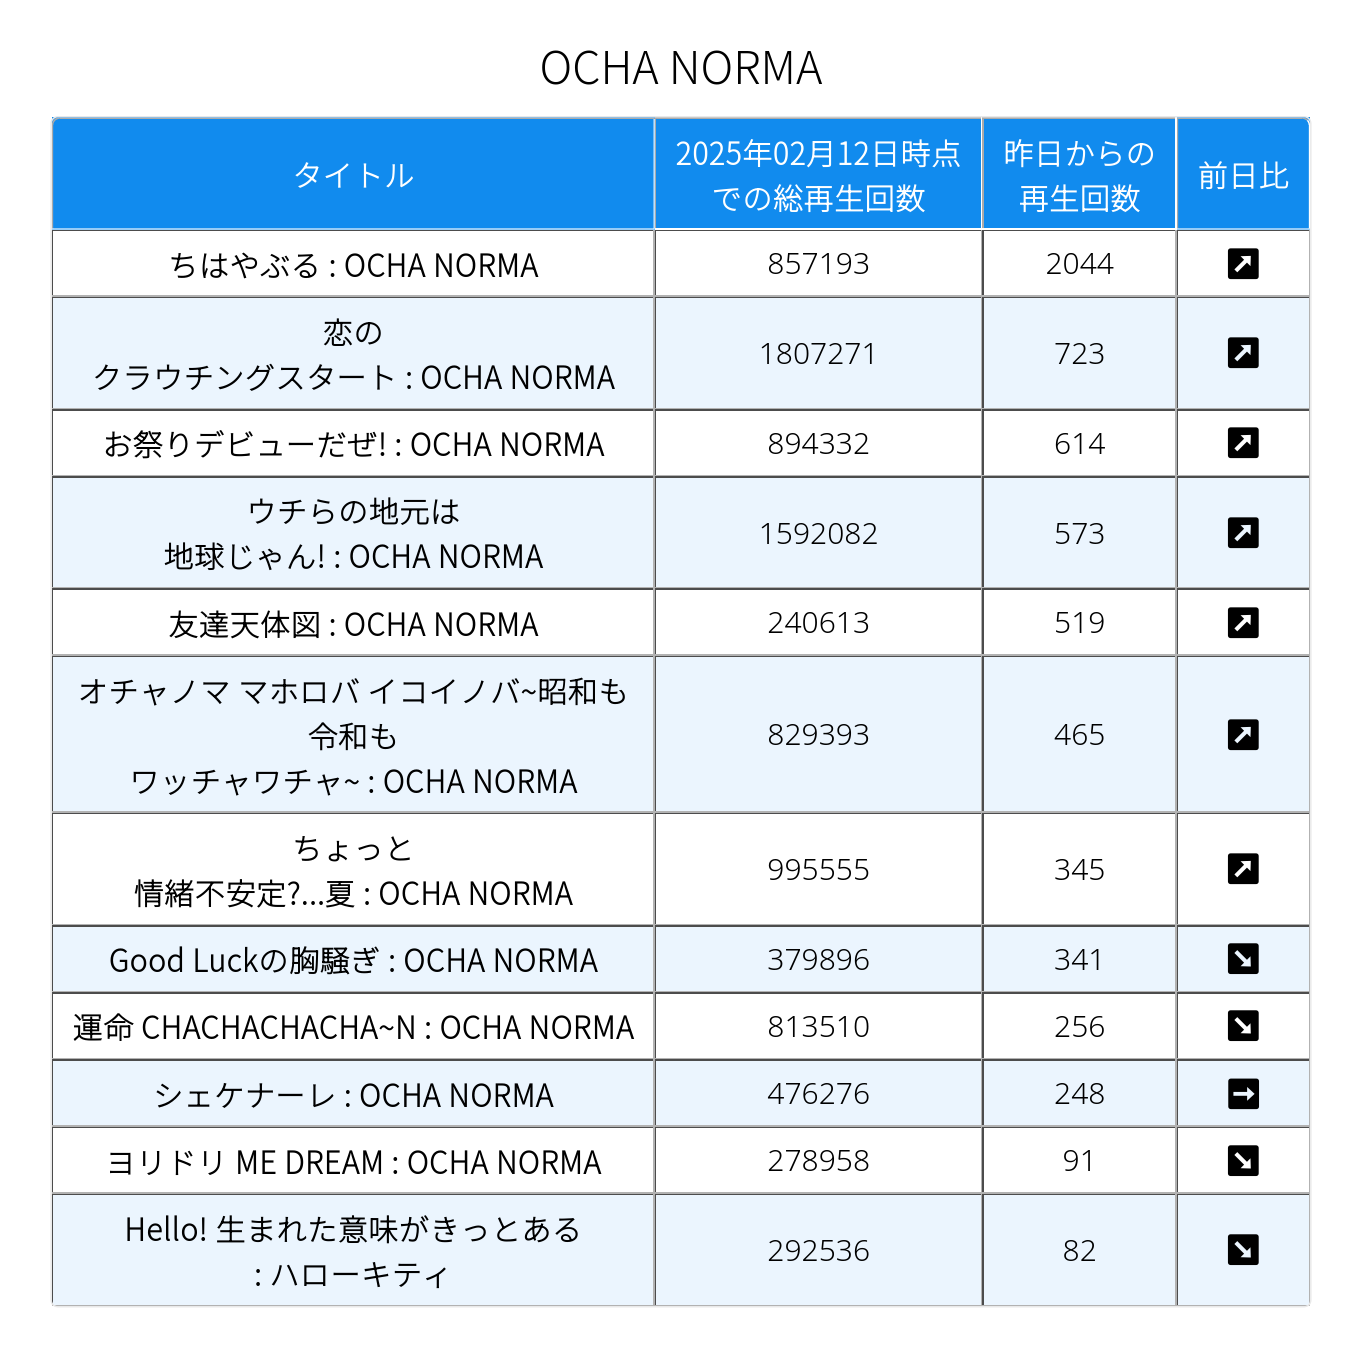 OCHA NORMA
タイトル
2025年02月12日時点
での総再生回数
昨日からの
再生回数
前日比
ちはやぶる : OCHA NORMA
857193
2044
恋の
クラウチングスタート : OCHA NORMA
1807271
723
お祭りデビューだぜ! : OCHA NORMA
894332
614
ウチらの地元は
地球じゃん! : OCHA NORMA
1592082
573
友達天体図 : OCHA NORMA
240613
519
オチャノマ マホロバ イコイノバ~昭和も
令和も
ワッチャワチャ~ : OCHA NORMA
829393
465
ちょっと
情緒不安定?...夏 : OCHA NORMA
995555
345
Good Luckの胸騒ぎ : OCHA NORMA
379896
341
運命 CHACHACHACHA~N : OCHA NORMA
813510
256
シェケナーレ : OCHA NORMA
476276
248
ヨリドリ ME DREAM : OCHA NORMA
278958
91
Hello! 生まれた意味がきっとある
: ハローキティ
292536
82